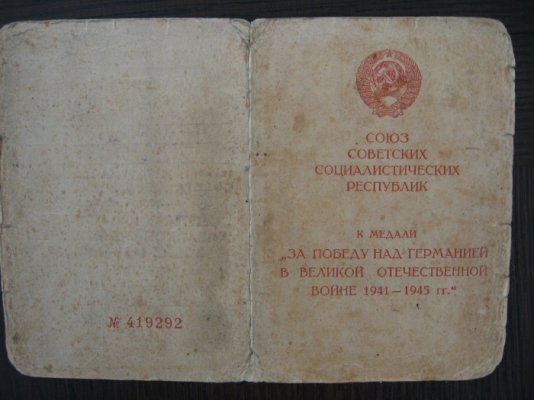 № 419292
СОЮЗ
СОВЕТСКИХ
СОЦИАЛИСТИЧЕСКИХ
РЕСПУБЛИК
К МЕДАЛИ
„ЗА ПОБЕДУ НАД ГЕРМАНИЕЙ
В ВЕЛИКОЙ ОТЕЧЕСТВЕННОЙ
ВОЙНЕ 1941—1945 гг.“